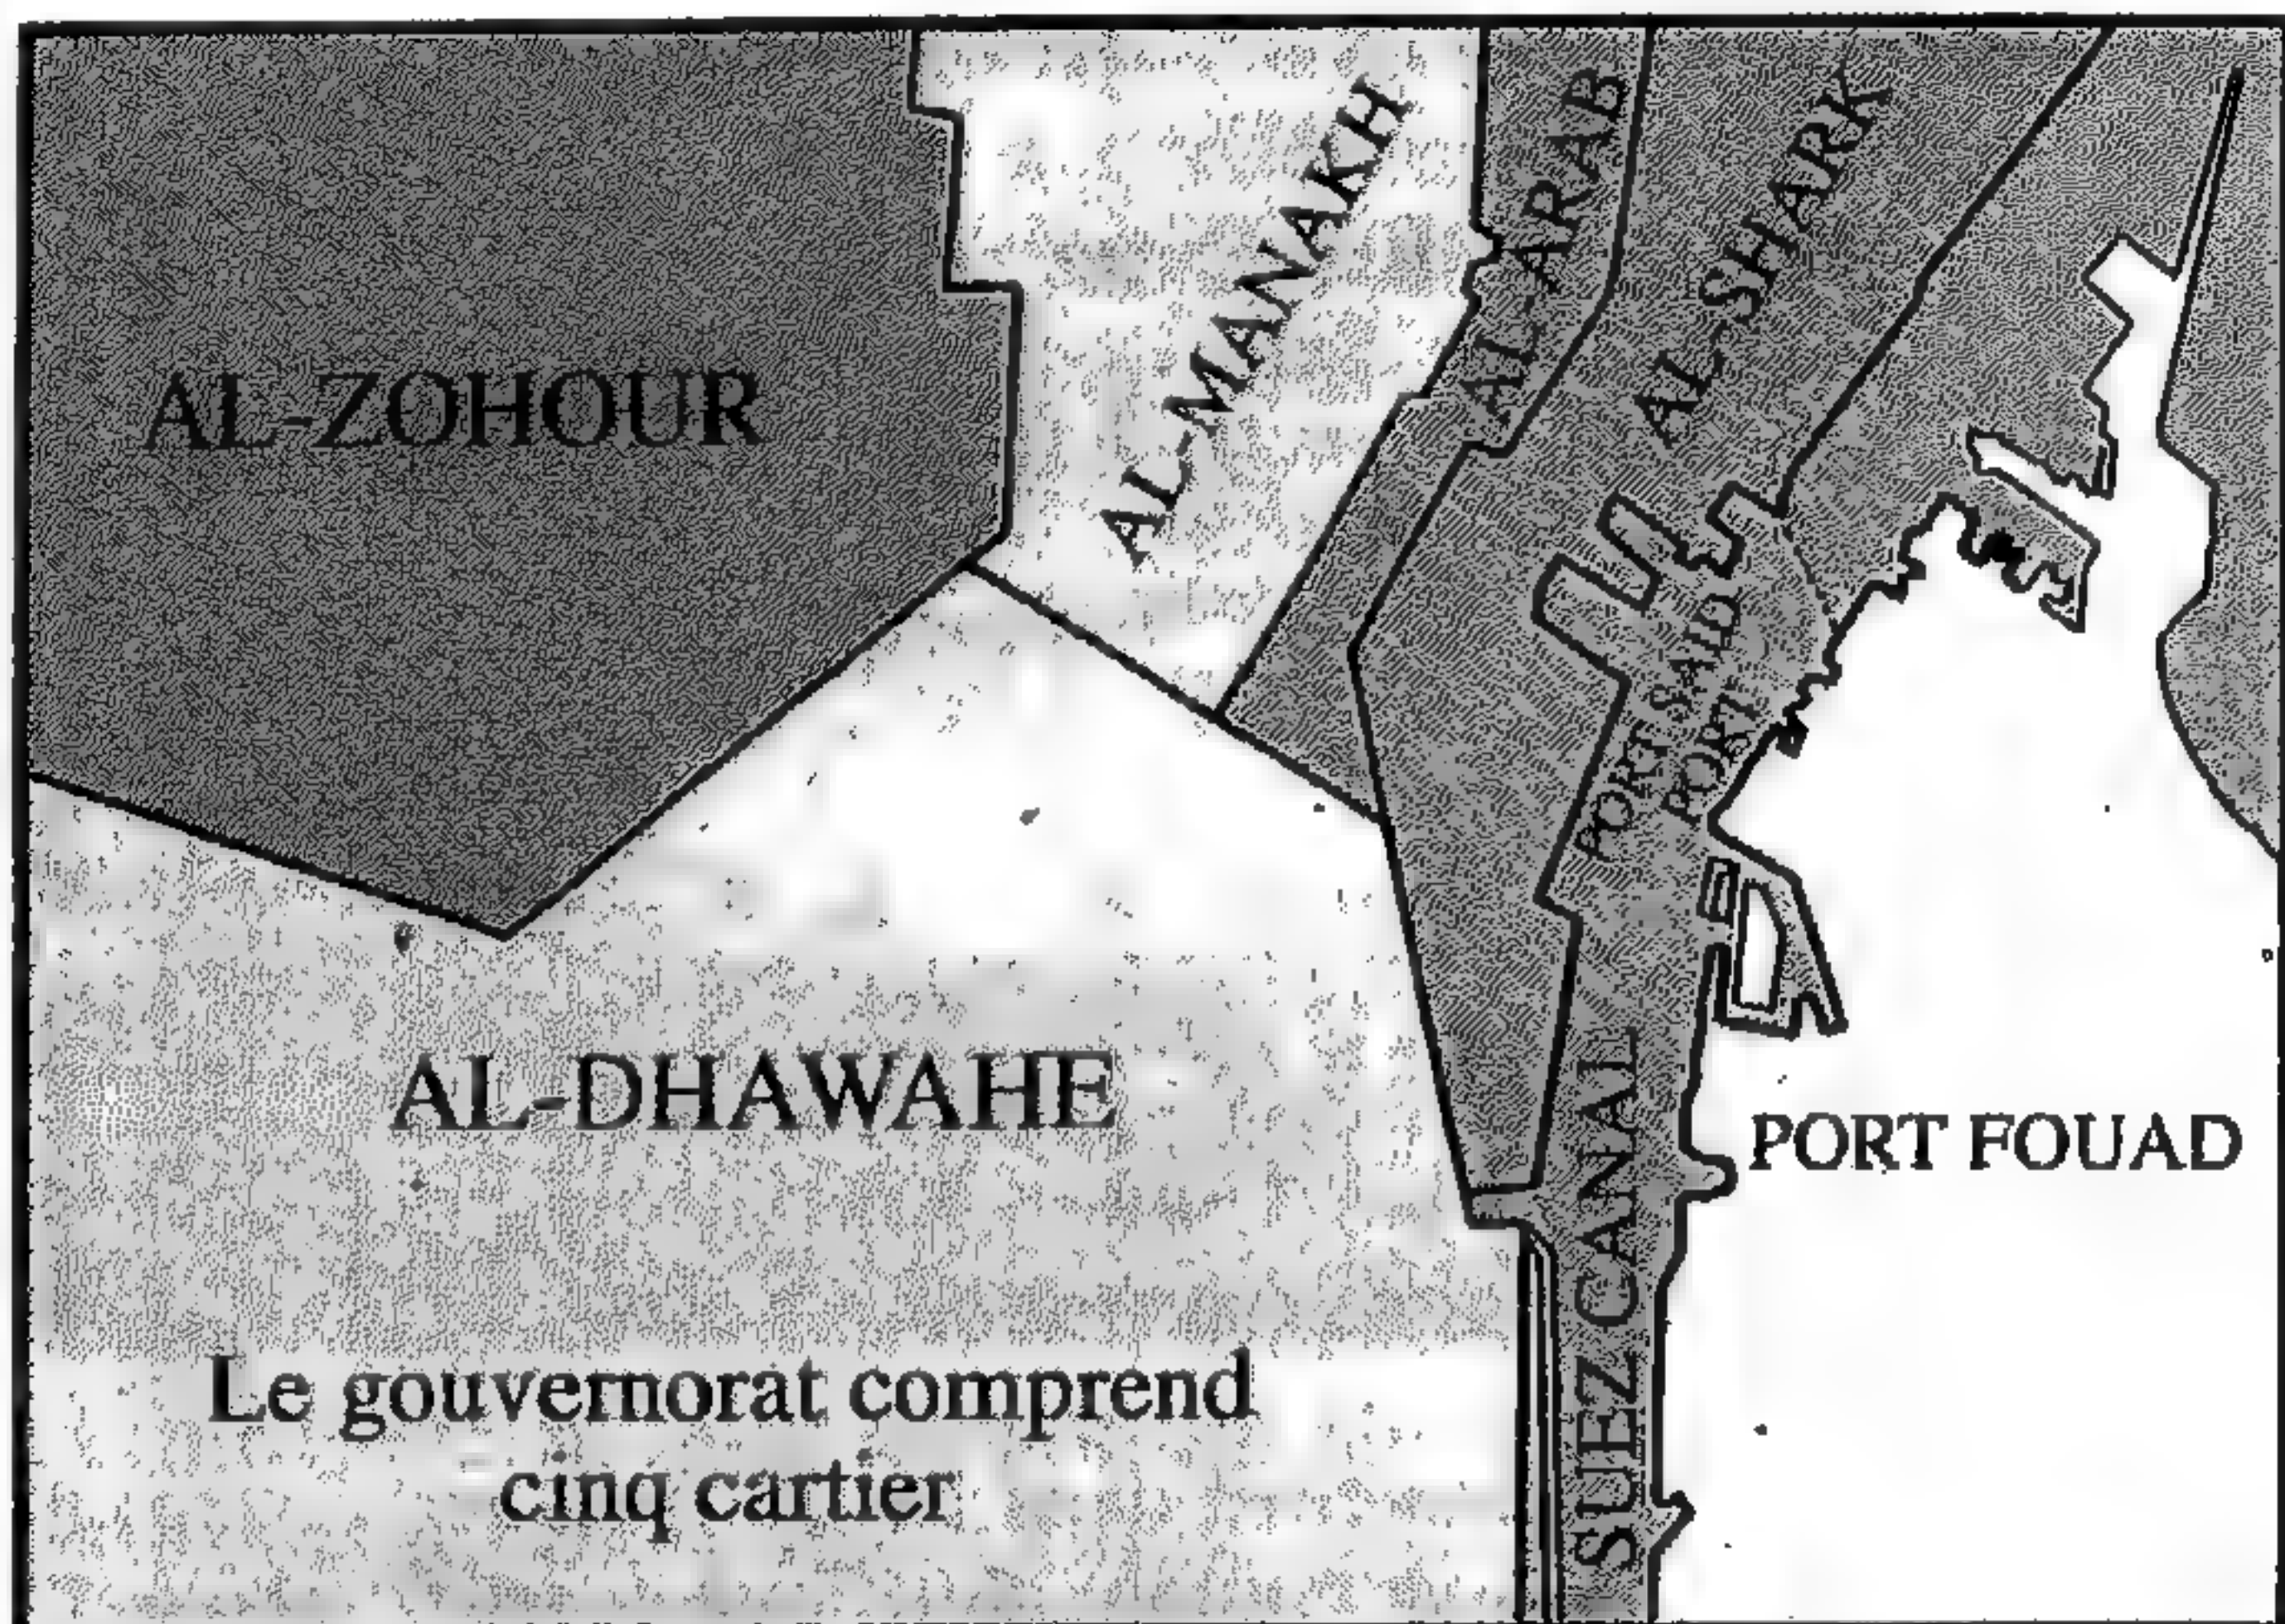 AL-ZOHOUR
AL-MANAKH
AL-ARAB
AL-SHARK
PORT SAID
PORT
AL-DHAWAHE
PORT FOUAD
SUEZ CANAL
Le gouvernorat comprend
cinq cartier